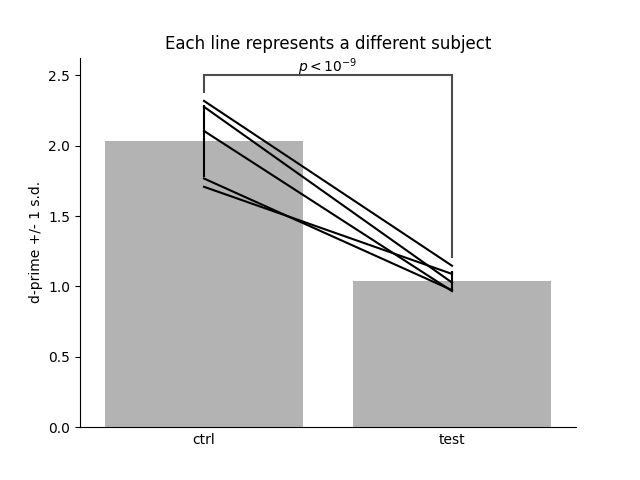 Each line represents a different subject
p < 10⁻⁹
2.5
2.0
1.5
1.0
0.5
0.0
d-prime +/- 1 s.d.
ctrl test